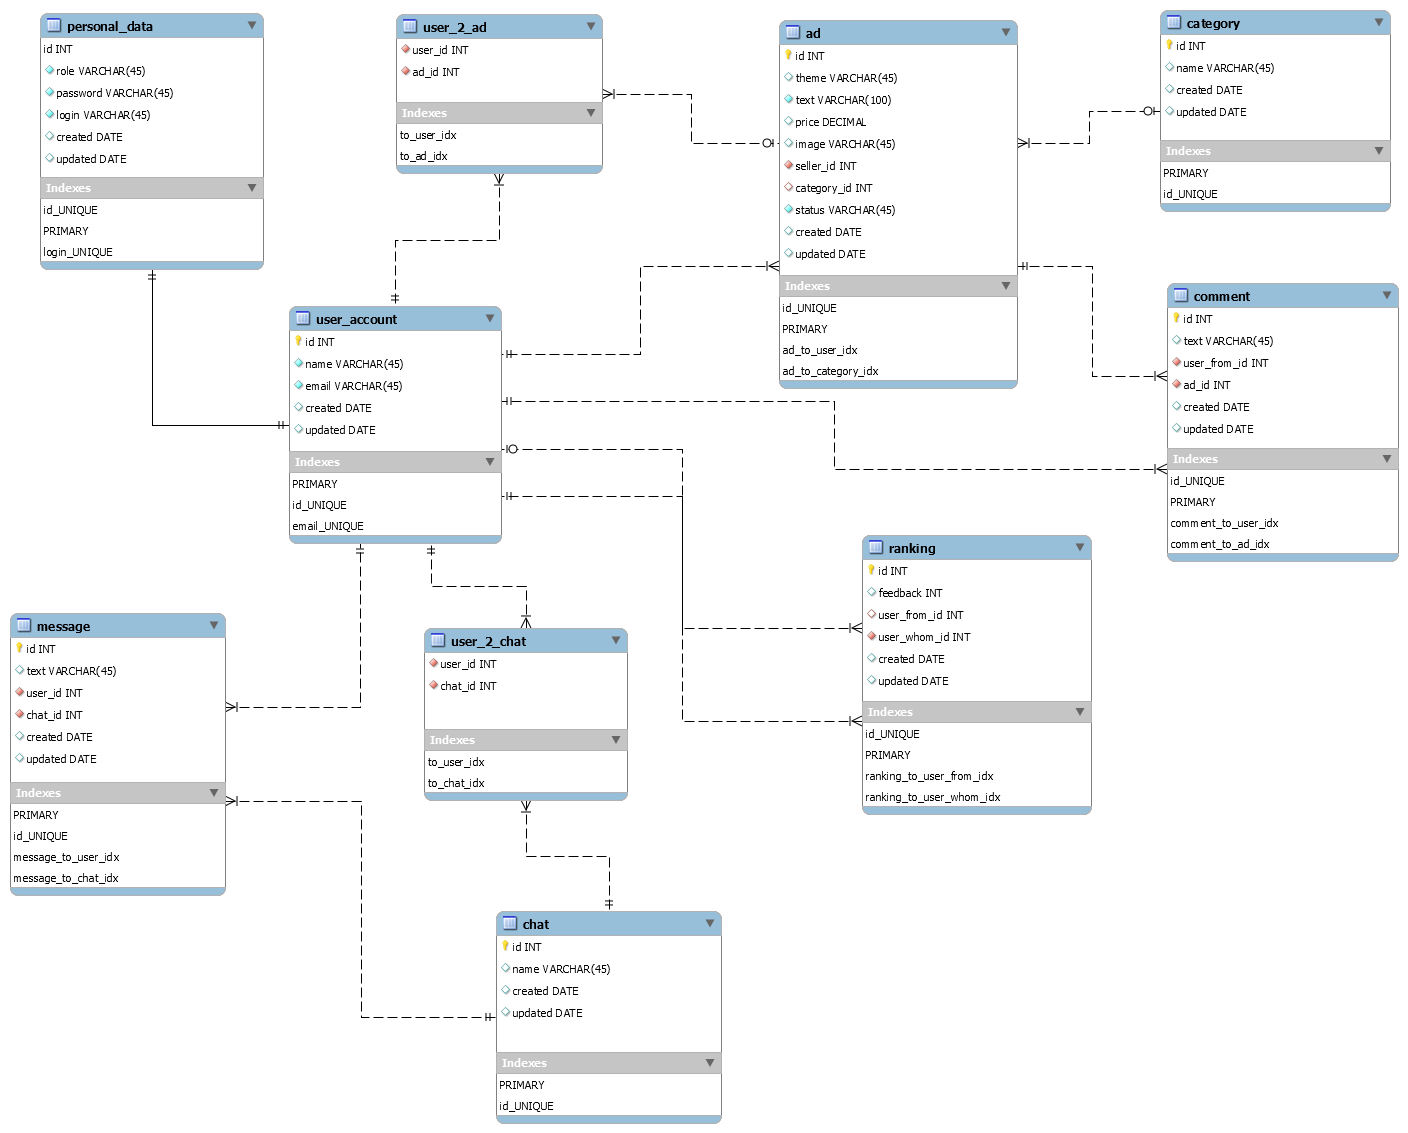 personal_data
id INT
role VARCHAR(45)
password VARCHAR(45)
login VARCHAR(45)
created DATE
updated DATE
Indexes
id_UNIQUE
PRIMARY
login_UNIQUE
user_2_ad
user_id INT
ad_id INT
Indexes
to_user_idx
to_ad_idx
ad
id INT
theme VARCHAR(45)
text VARCHAR(100)
price DECIMAL
image VARCHAR(45)
seller_id INT
category_id INT
status VARCHAR(45)
created DATE
updated DATE
Indexes
id_UNIQUE
PRIMARY
ad_to_user_idx
ad_to_category_idx
category
id INT
name VARCHAR(45)
created DATE
updated DATE
Indexes
PRIMARY
id_UNIQUE
user_account
id INT
name VARCHAR(45)
email VARCHAR(45)
created DATE
updated DATE
Indexes
PRIMARY
id_UNIQUE
email_UNIQUE
comment
id INT
text VARCHAR(45)
user_from_id INT
ad_id INT
created DATE
updated DATE
Indexes
id_UNIQUE
PRIMARY
comment_to_user_idx
comment_to_ad_idx
ranking
id INT
feedback INT
user_from_id INT
user_whom_id INT
created DATE
updated DATE
Indexes
id_UNIQUE
PRIMARY
ranking_to_user_from_idx
ranking_to_user_whom_idx
message
id INT
text VARCHAR(45)
user_id INT
chat_id INT
created DATE
updated DATE
Indexes
PRIMARY
id_UNIQUE
message_to_user_idx
message_to_chat_idx
user_2_chat
user_id INT
chat_id INT
Indexes
to_user_idx
to_chat_idx
chat
id INT
name VARCHAR(45)
created DATE
updated DATE
Indexes
PRIMARY
id_UNIQUE